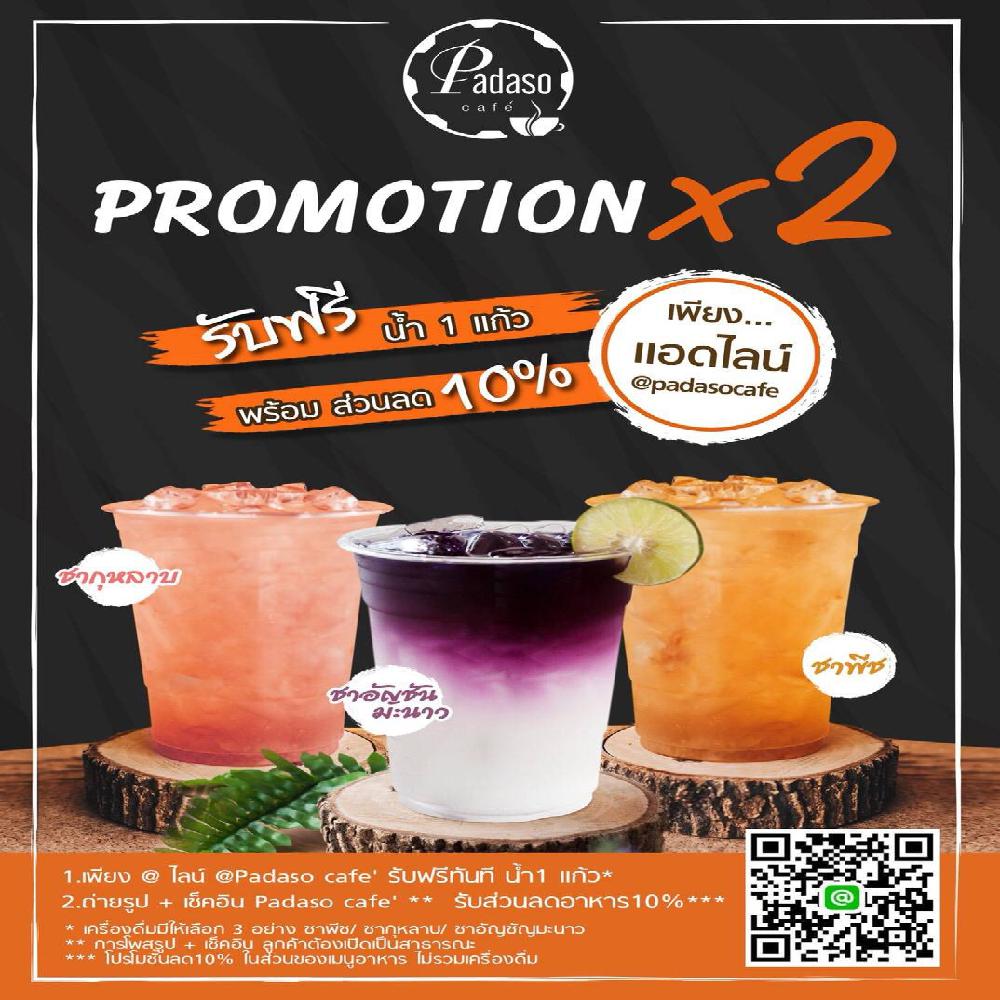 Padaso
café
PROMOTION x2
รับฟรี น้ำ 1 แก้ว
พร้อม ส่วนลด 10%
เพียง...
แอดไลน์
@padasocafe
ชากุหลาบ
ชาอัญชัน
มะนาว
ชาพีช
1.เพียง @ ไลน์ @Padaso cafe' รับฟรีทันที น้ำ1 แก้ว*
2.ถ่ายรูป + เช็คอิน Padaso cafe' ** รับส่วนลดอาหาร10%***
* เครื่องดื่มมีให้เลือก 3 อย่าง ชาพีช/ ชากุหลาบ/ ชาอัญชัญมะนาว
** การโพสรูป + เช็คอิน ลูกค้าต้องเปิดเป็นสาธารณะ
*** โปรโมชั่นลด10% ในส่วนของเมนูอาหาร ไม่รวมเครื่องดื่ม
@